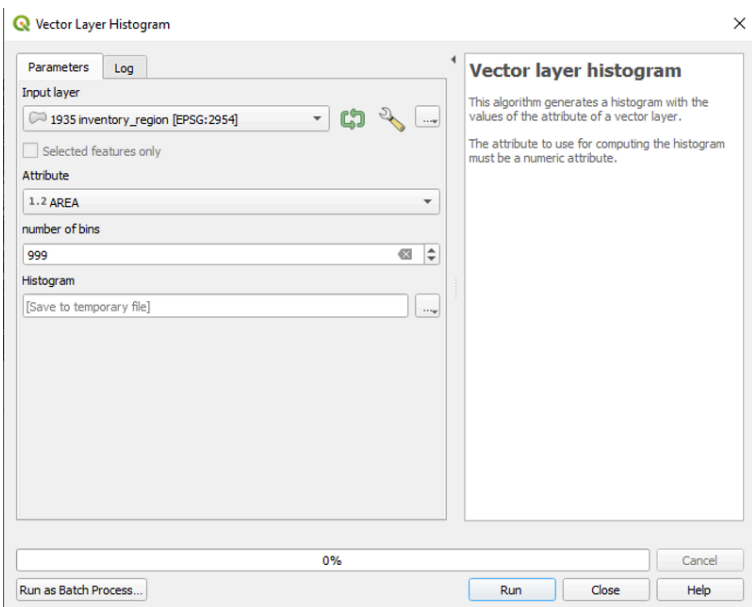 Vector Layer Histogram
Parameters
Log
Input layer
1935 inventory_region [EPSG:2954]
...
Selected features only
Attribute
1.2 AREA
number of bins
999
Histogram
[Save to temporary file]
...
Vector layer histogram
This algorithm generates a histogram with the
values of the attribute of a vector layer.
The attribute to use for computing the histogram
must be a numeric attribute.
0%
Cancel
Run as Batch Process...
Run
Close
Help